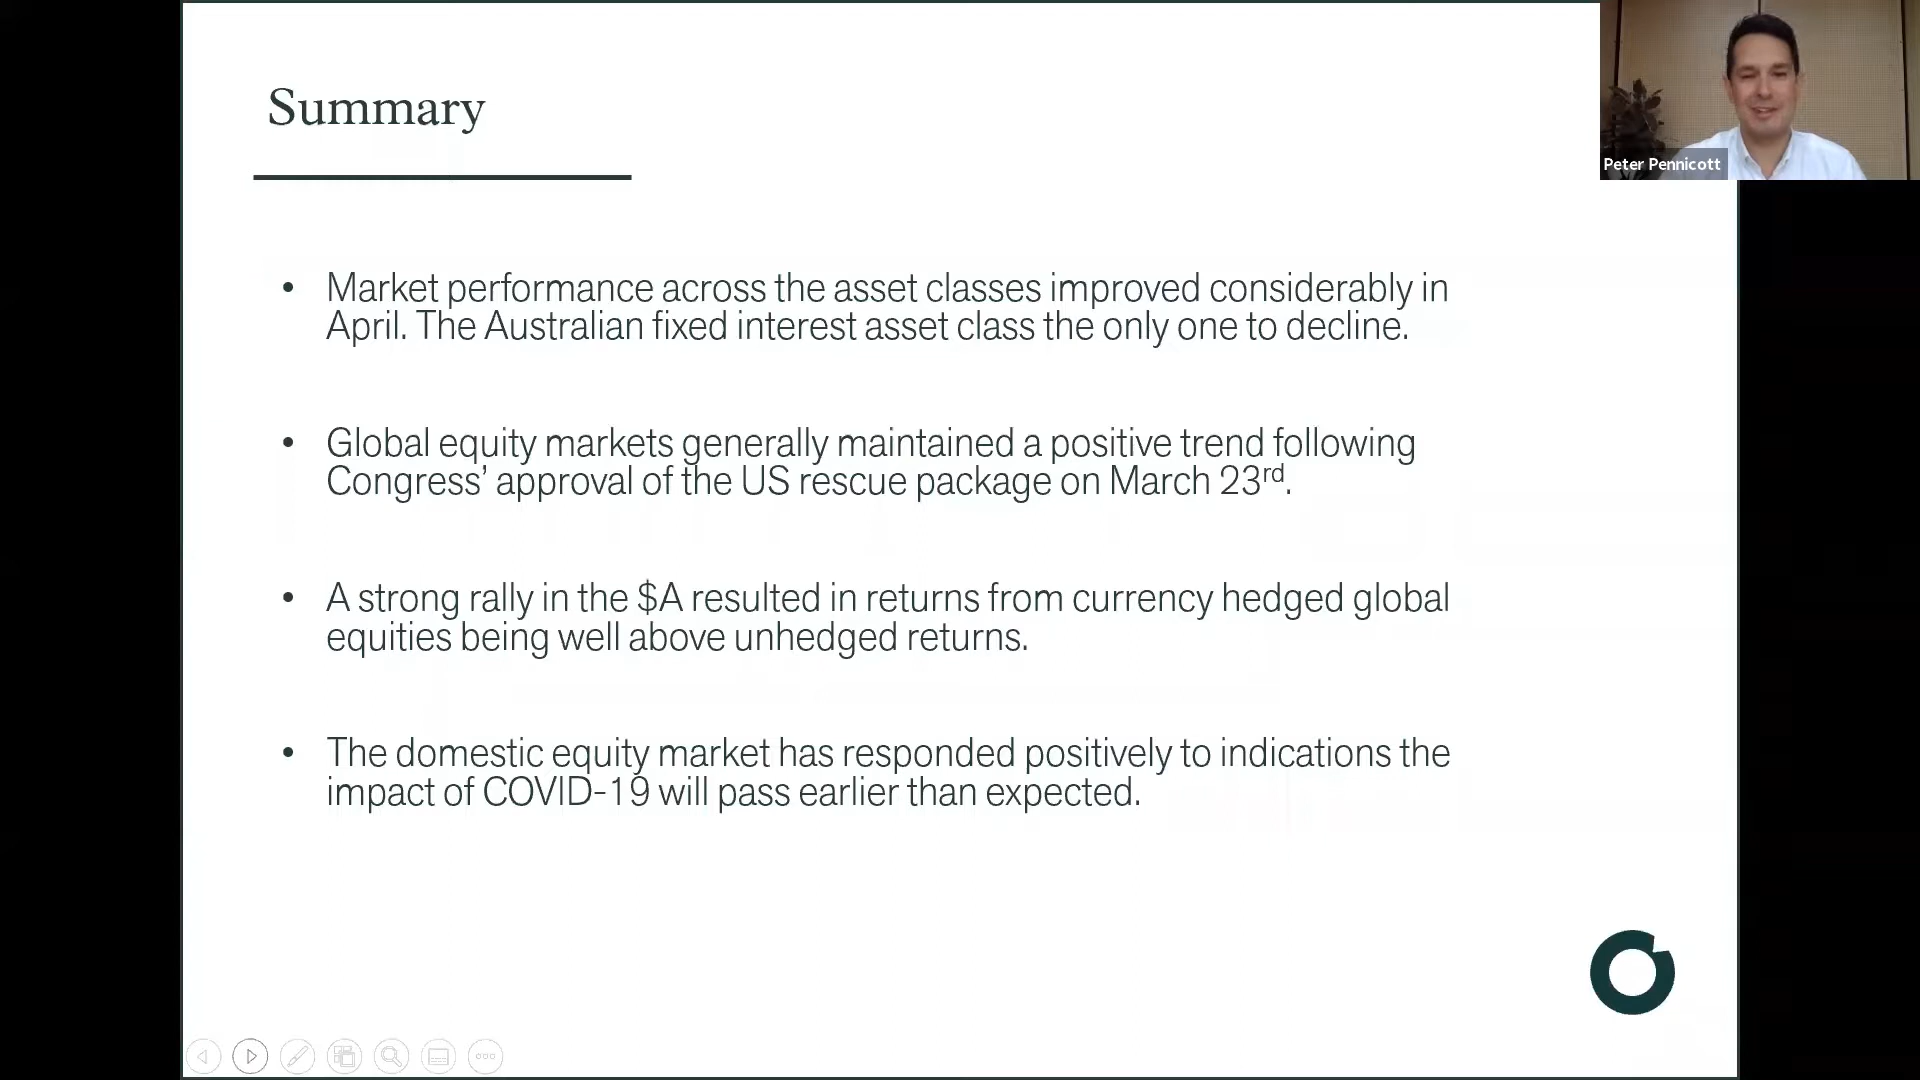 Summary
Peter Pennicott
• Market performance across the asset classes improved considerably in
April. The Australian fixed interest asset class the only one to decline.
• Global equity markets generally maintained a positive trend following
Congress’ approval of the US rescue package on March 23rd.
• A strong rally in the $A resulted in returns from currency hedged global
equities being well above unhedged returns.
• The domestic equity market has responded positively to indications the
impact of COVID-19 will pass earlier than expected.